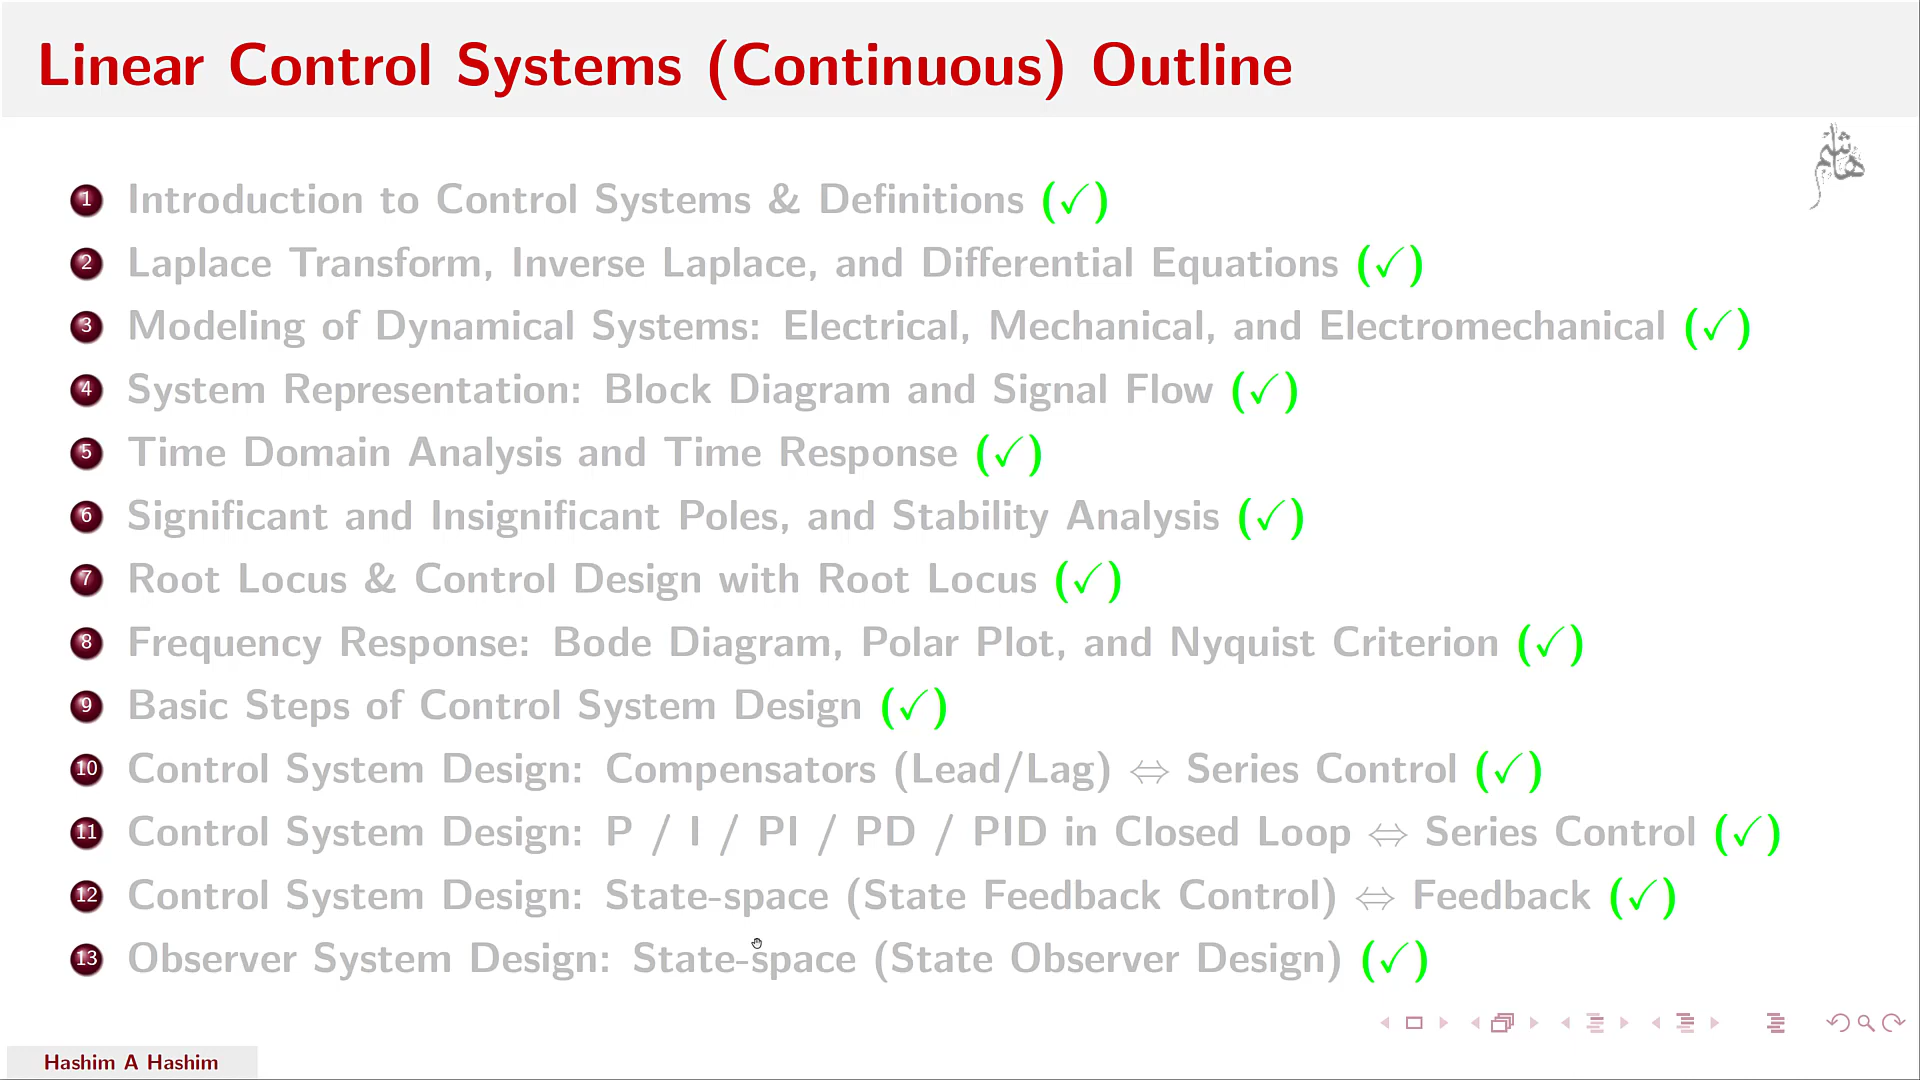 Linear Control Systems (Continuous) Outline
هاشم
1 Introduction to Control Systems & Definitions (✓)
2 Laplace Transform, Inverse Laplace, and Differential Equations (✓)
3 Modeling of Dynamical Systems: Electrical, Mechanical, and Electromechanical (✓)
4 System Representation: Block Diagram and Signal Flow (✓)
5 Time Domain Analysis and Time Response (✓)
6 Significant and Insignificant Poles, and Stability Analysis (✓)
7 Root Locus & Control Design with Root Locus (✓)
8 Frequency Response: Bode Diagram, Polar Plot, and Nyquist Criterion (✓)
9 Basic Steps of Control System Design (✓)
10 Control System Design: Compensators (Lead/Lag) ⇔ Series Control (✓)
11 Control System Design: P / I / PI / PD / PID in Closed Loop ⇔ Series Control (✓)
12 Control System Design: State-space (State Feedback Control) ⇔ Feedback (✓)
13 Observer System Design: State-space (State Observer Design) (✓)
Hashim A Hashim